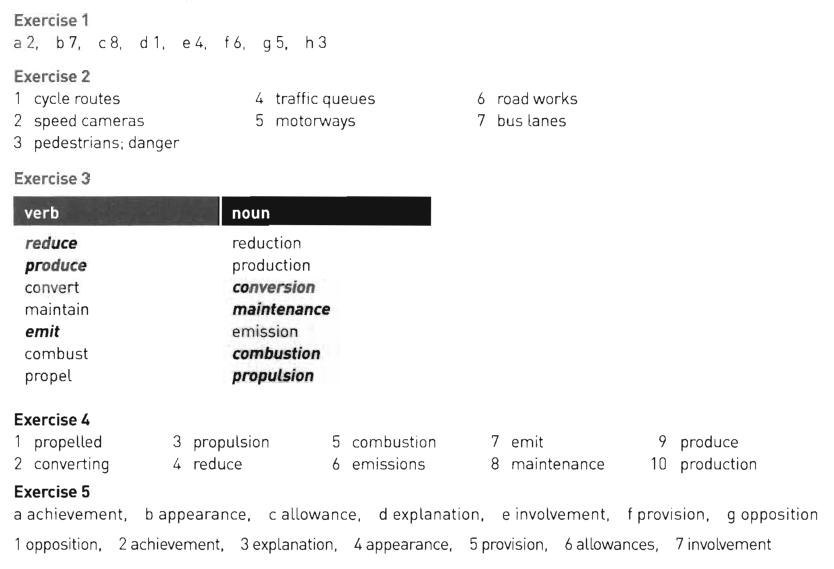 Exercise 1
a 2, b 7, c 8, d 1, e 4, f 6, g 5, h 3
Exercise 2
1 cycle routes 4 traffic queues 6 road works
2 speed cameras 5 motorways 7 bus lanes
3 pedestrians; danger
Exercise 3
verb noun
reduce reduction
produce production
convert conversion
maintain maintenance
emit emission
combust combustion
propel propulsion
Exercise 4
1 propelled 3 propulsion 5 combustion 7 emit 9 produce
2 converting 4 reduce 6 emissions 8 maintenance 10 production
Exercise 5
a achievement, b appearance, c allowance, d explanation, e involvement, f provision, g opposition
1 opposition, 2 achievement, 3 explanation, 4 appearance, 5 provision, 6 allowances, 7 involvement